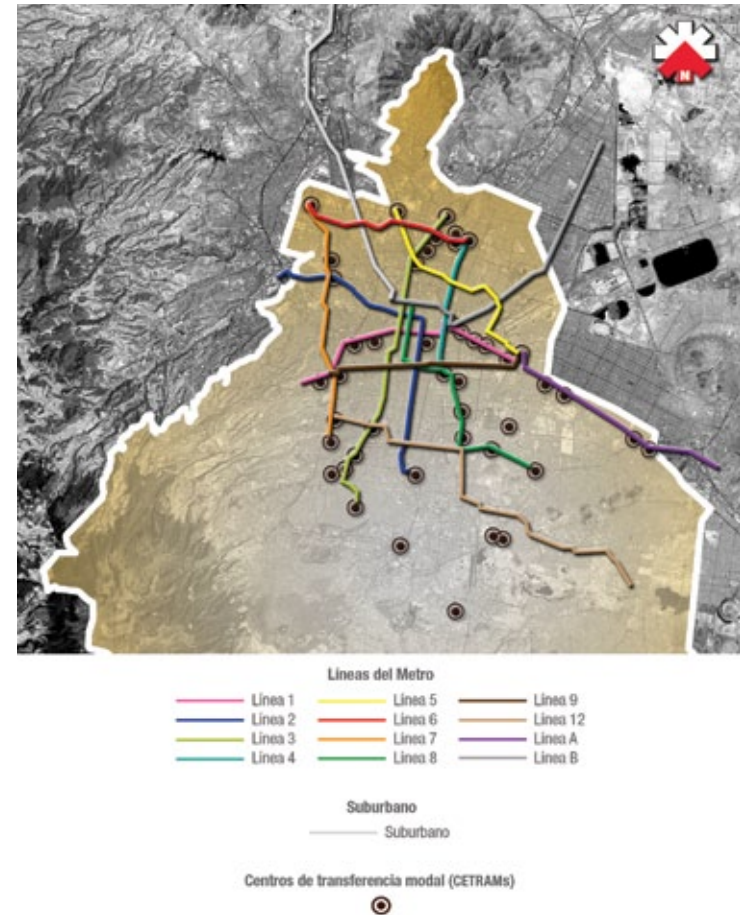 N
Líneas del Metro
Línea 1 Línea 5 Línea 9
Línea 2 Línea 6 Línea 12
Línea 3 Línea 7 Línea A
Línea 4 Línea 8 Línea B
Suburbano
Suburbano
Centros de transferencia modal (CETRAMs)